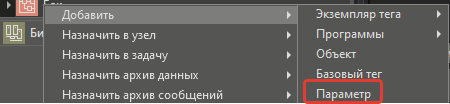 Добавить
Назначить в узел
Назначить в задачу
Назначить архив данных
Назначить архив сообщений
Экземпляр тега
Программы
Объект
Базовый тег
Параметр